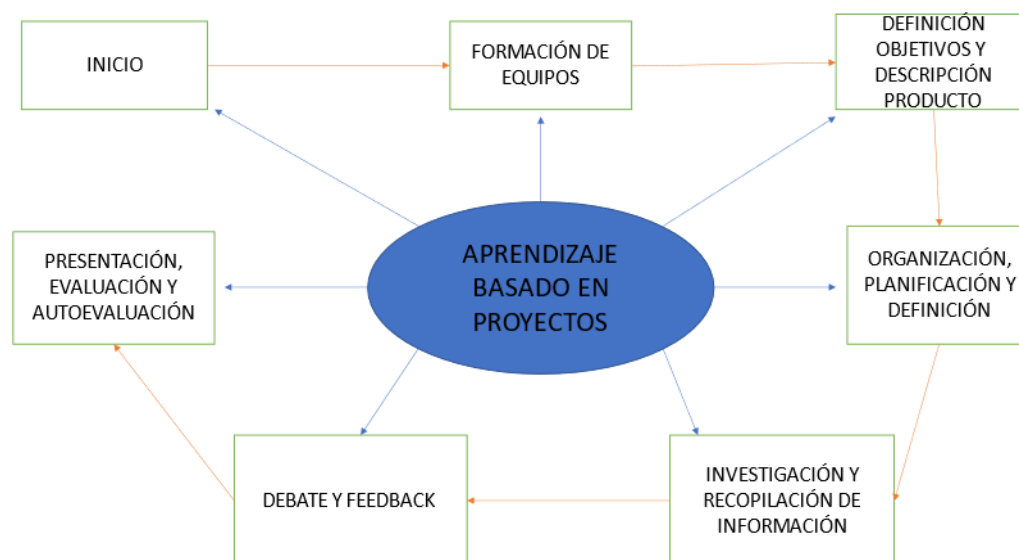 INICIO
FORMACIÓN DE
EQUIPOS
DEFINICIÓN
OBJETIVOS Y
DESCRIPCIÓN
PRODUCTO
APRENDIZAJE
BASADO EN
PROYECTOS
PRESENTACIÓN,
EVALUACIÓN Y
AUTOEVALUACIÓN
ORGANIZACIÓN,
PLANIFICACIÓN Y
DEFINICIÓN
DEBATE Y FEEDBACK
INVESTIGACIÓN Y
RECOPILACIÓN DE
INFORMACIÓN